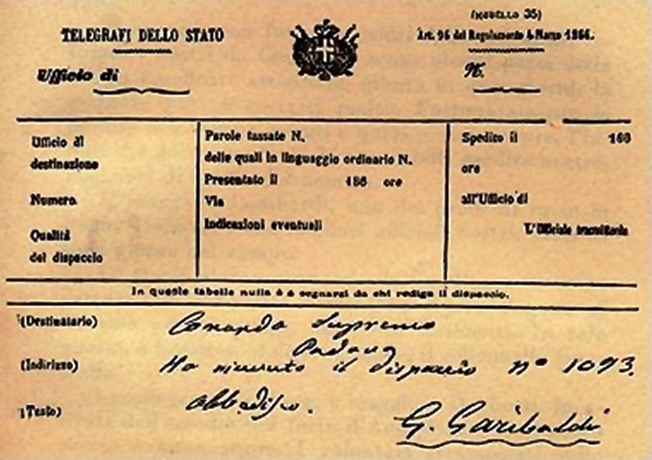 (MODELLO 35)
TELEGRAFI DELLO STATO
Art. 96 del Regolamento 4 Marzo 1866.
Ufficio di
N.
Ufficio di
destinazione
Numero
Qualità
del dispaccio
Parole tassate N.
delle quali in linguaggio ordinario N.
Presentato il 186 ore
Via
Indicazioni eventuali
Spedito il 186
ore
all'Ufficio di
L'Ufficiale
In queste tabelle nulla è a segnarsi da chi redige il dispaccio.
(Destinatario) Comando Supremo
Padova
(Indirizzo) Ho ricevuto il dispaccio nº 1073.
(Testo) Obbedisco.
G. Garibaldi